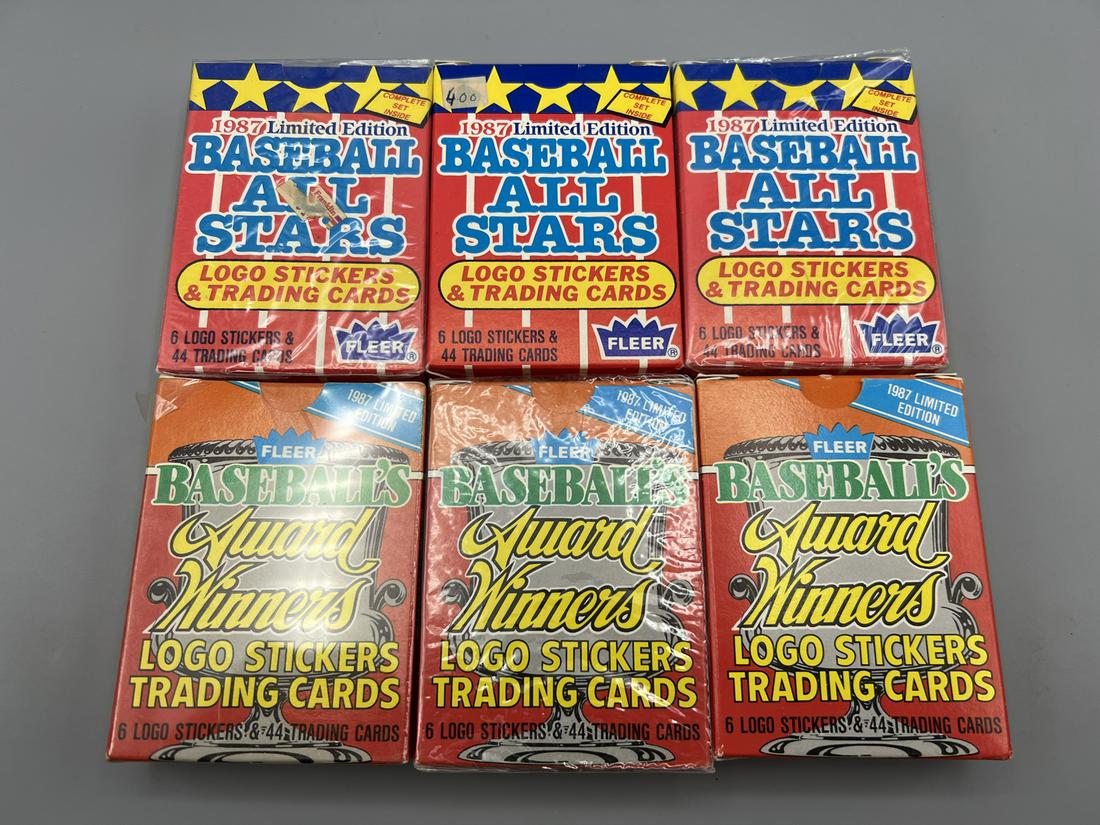 COMPLETE
SET
INSIDE
1987 Limited Edition
BASEBALL
ALL
STARS
LOGO STICKERS
& TRADING CARDS
6 LOGO STICKERS &
44 TRADING CARDS
FLEER®
400
COMPLETE
SET
INSIDE
1987 Limited Edition
BASEBALL
ALL
STARS
LOGO STICKERS
& TRADING CARDS
6 LOGO STICKERS &
44 TRADING CARDS
FLEER®
COMPLETE
SET
INSIDE
1987 Limited Edition
BASEBALL
ALL
STARS
LOGO STICKERS
& TRADING CARDS
6 LOGO STICKERS &
44 TRADING CARDS
FLEER®
1987 LIMITED
EDITION
FLEER
BASEBALL'S
Award
Winners
LOGO STICKERS
TRADING CARDS
6 LOGO STICKERS & 44 TRADING CARDS
1987 LIMITED
EDITION
FLEER
BASEBALL'S
Award
Winners
LOGO STICKERS
TRADING CARDS
6 LOGO STICKERS & 44 TRADING CARDS
1987 LIMITED
EDITION
FLEER
BASEBALL'S
Award
Winners
LOGO STICKERS
TRADING CARDS
6 LOGO STICKERS & 44 TRADING CARDS